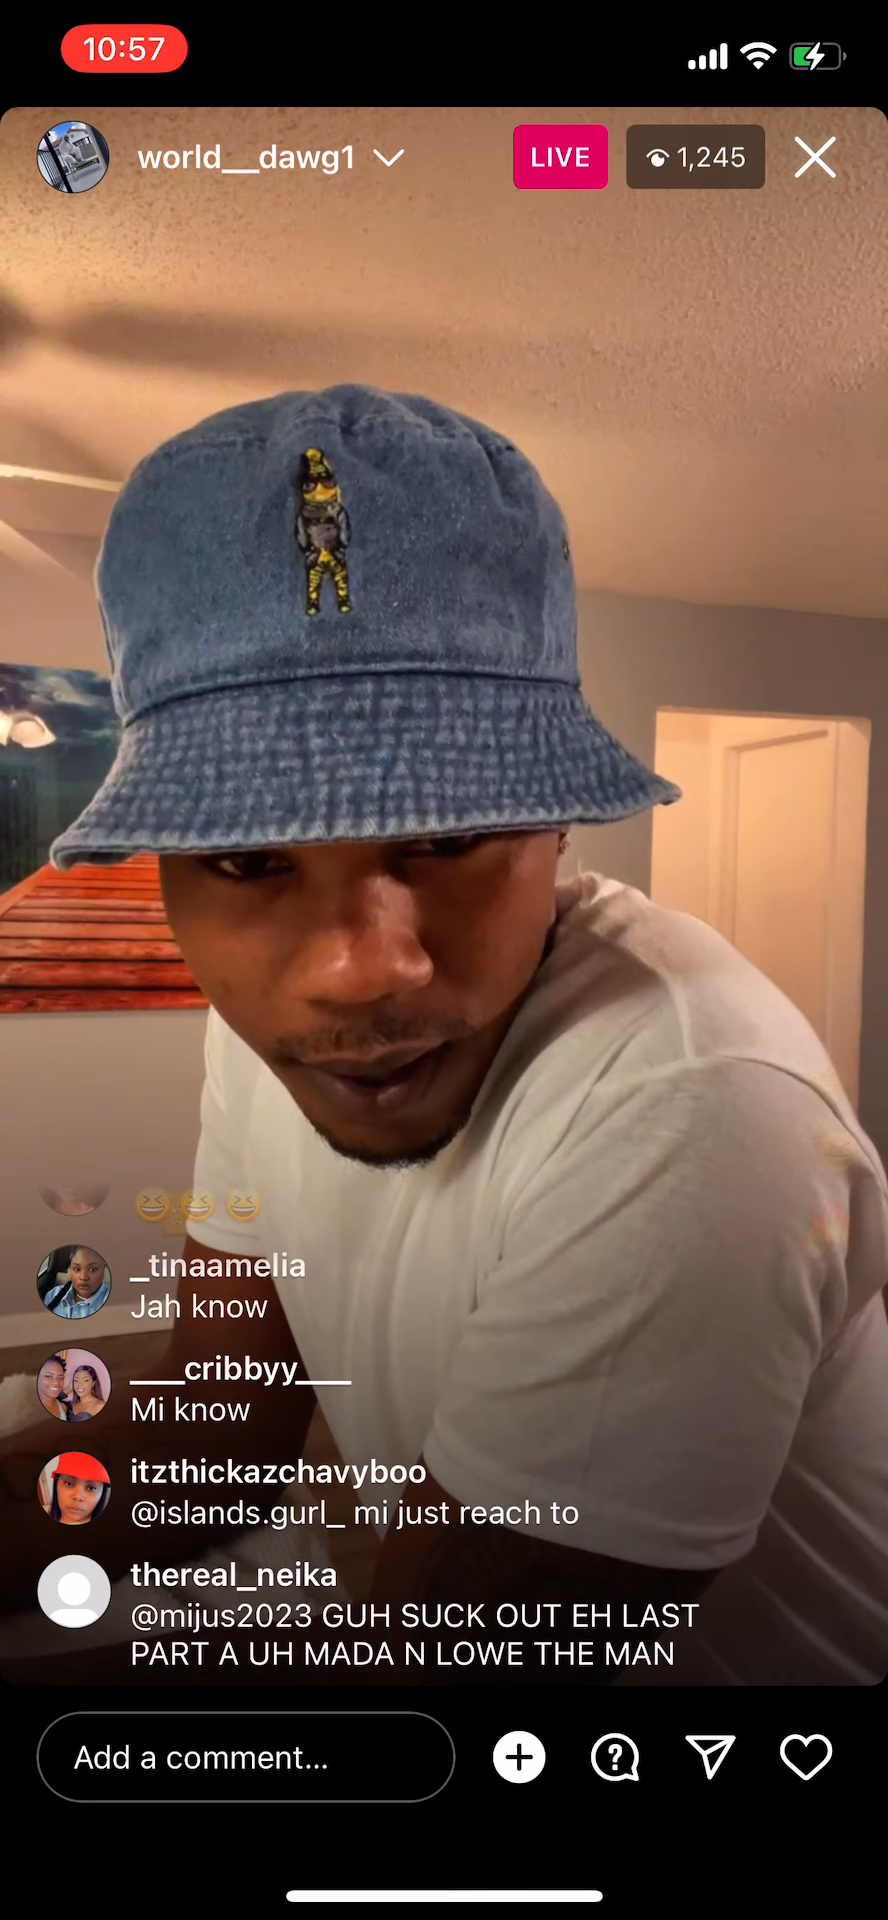 10:57
world__dawg1
LIVE
1,245
😆😆😆
_tinaamelia
Jah know
___cribbyy___
Mi know
itzthickazchavyboo
@islands.gurl_ mi just reach to
thereal_neika
@mijus2023 GUH SUCK OUT EH LAST
PART A UH MADA N LOWE THE MAN
Add a comment...